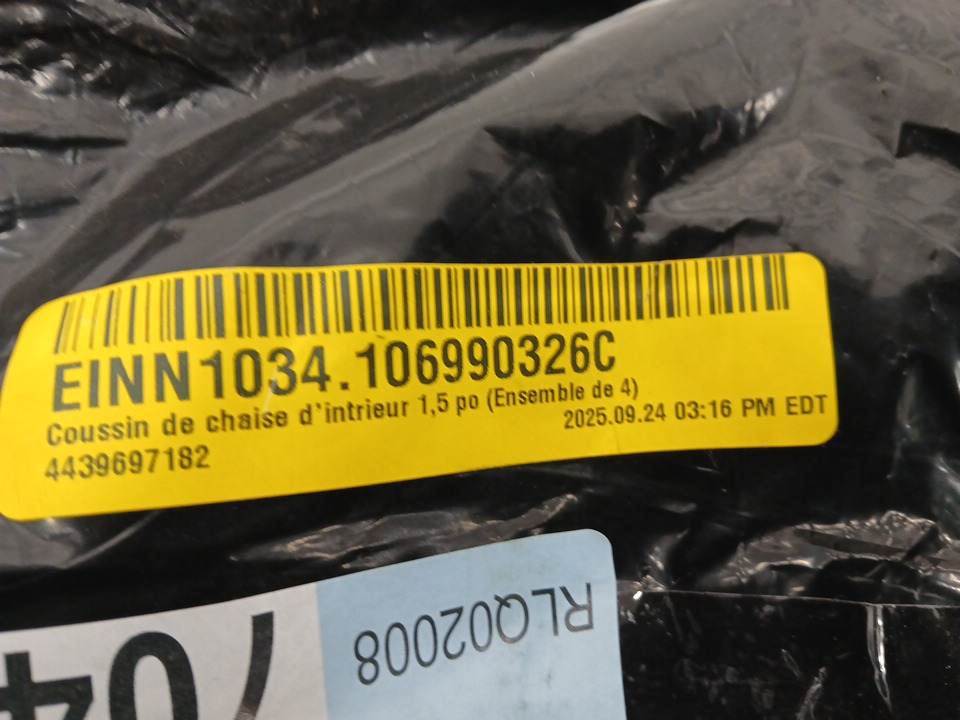 EINN1034.106990326C
Coussin de chaise d'intrieur 1,5 po (Ensemble de 4)
4439697182
2025.09.24 03:16 PM EDT
RLQ02008
704